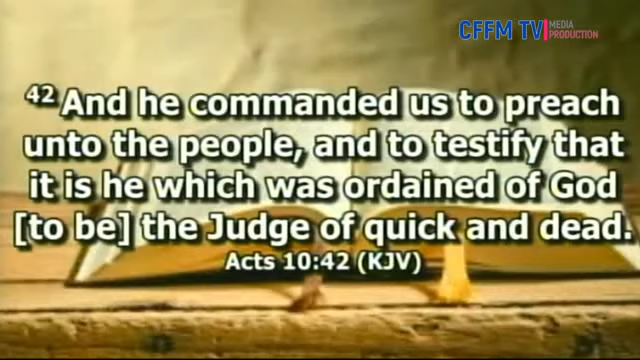 CFFM TV MEDIA
PRODUCTION
42 And he commanded us to preach
unto the people, and to testify that
it is he which was ordained of God
[to be] the Judge of quick and dead.
Acts 10:42 (KJV)